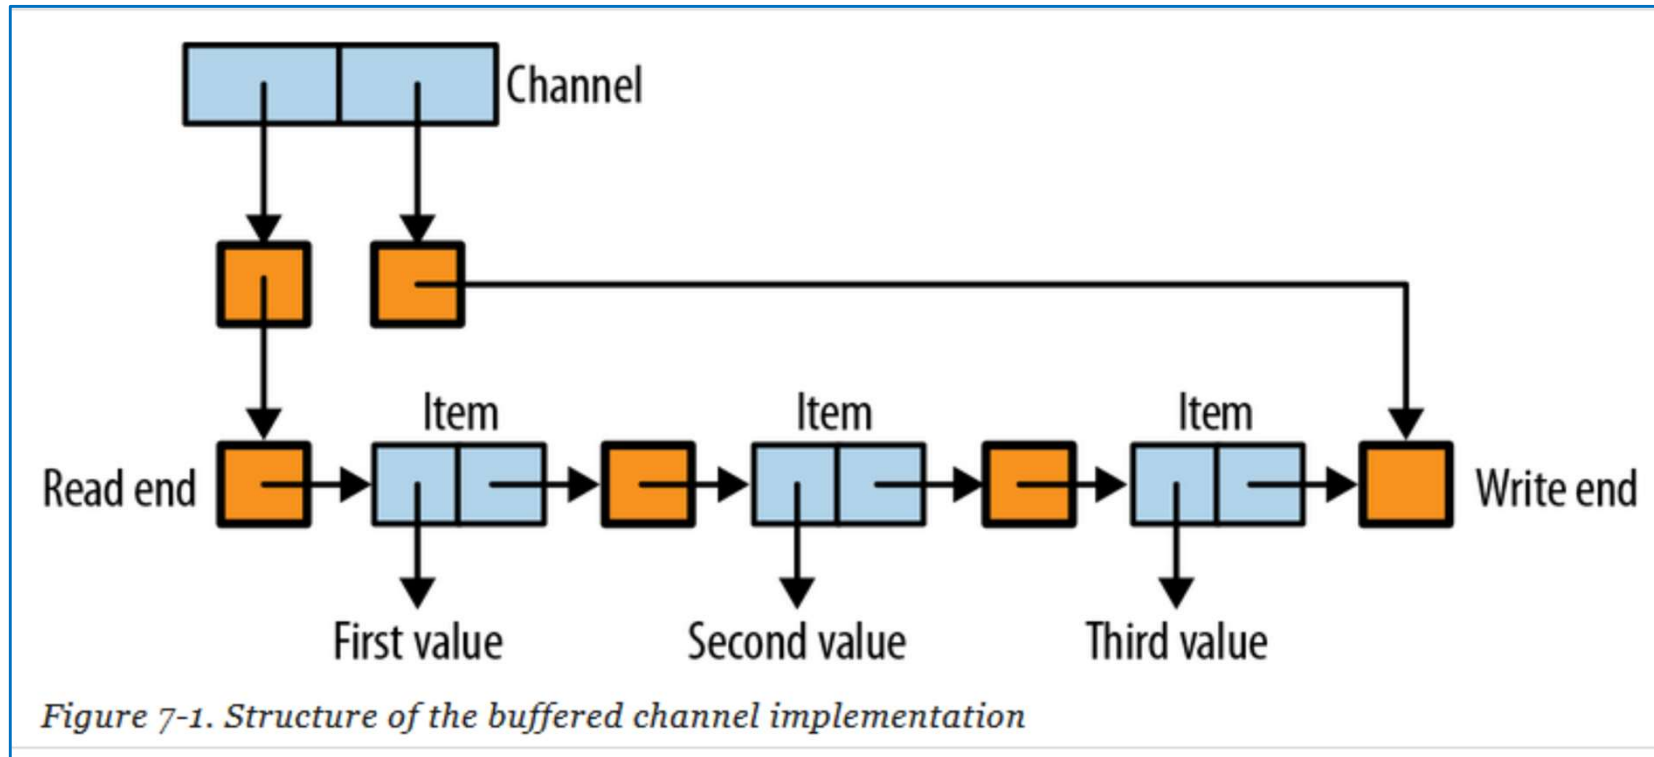 Channel
Item Item Item
Read end Write end
First value Second value Third value
Figure 7-1. Structure of the buffered channel implementation